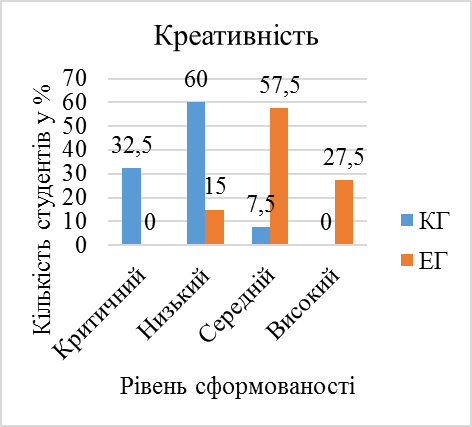 Креативність
Кількість студентів у %
70
60
50
40
30
20
10
0
32,5
0
60
15
7,5
57,5
0
27,5
Критичний
Низький
Середній
Високий
Рівень сформованості
КГ
ЕГ